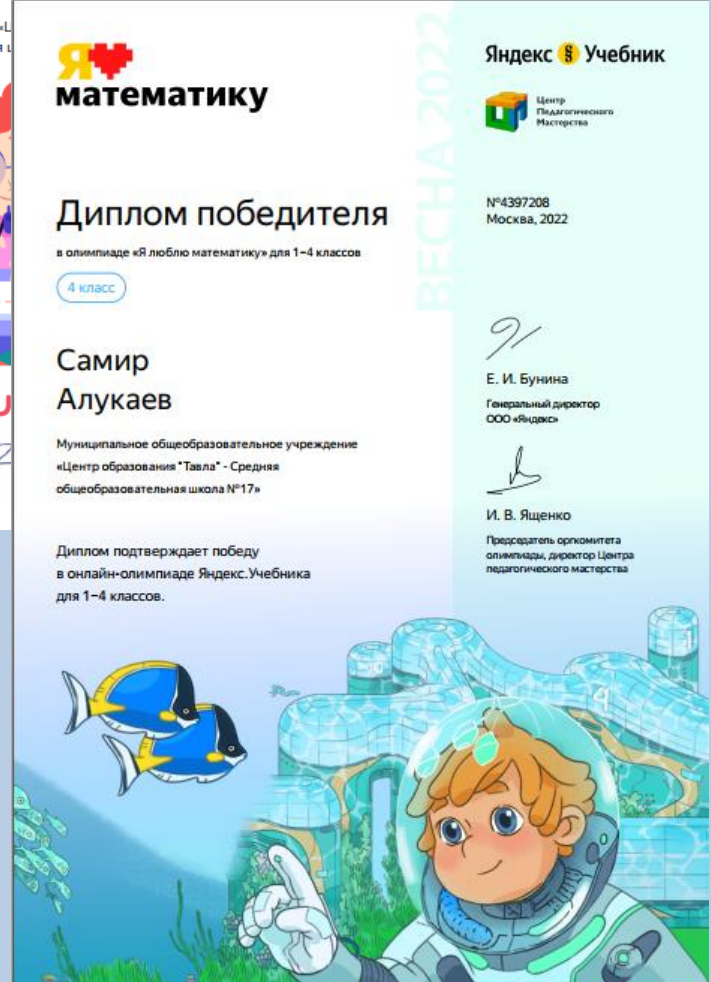 Я
математику
Яндекс Учебник
Центр
Педагогического
Мастерства
ВЕСНА 2022
Диплом победителя
в олимпиаде «Я люблю математику» для 1–4 классов
4 класс
№4397208
Москва, 2022
Самир
Алукаев
Муниципальное общеобразовательное учреждение
«Центр образования "Тавла" - Средняя
общеобразовательная школа №17»
Диплом подтверждает победу
в онлайн-олимпиаде Яндекс.Учебника
для 1–4 классов.
Е. И. Бунина
Генеральный директор
ООО «Яндекс»
И. В. Ященко
Председатель оргкомитета
олимпиады, директор Центра
педагогического мастерства